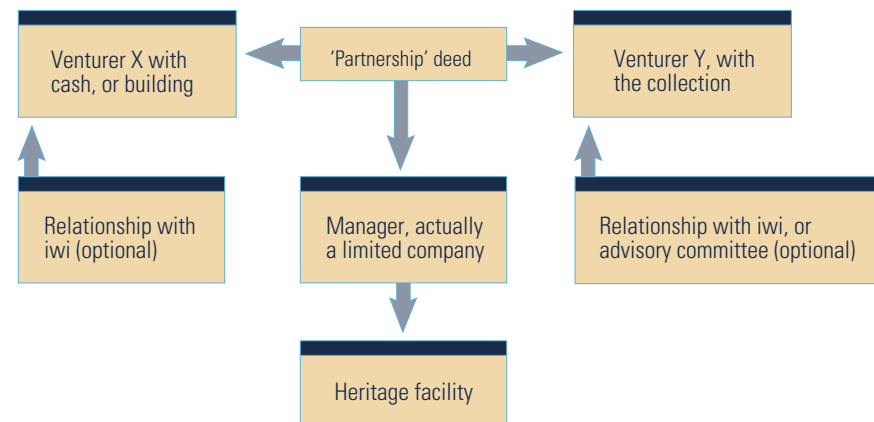 Venturer X with
cash, or building
'Partnership' deed
Venturer Y, with
the collection
Relationship with
iwi (optional)
Manager, actually
a limited company
Relationship with iwi, or
advisory committee (optional)
Heritage facility